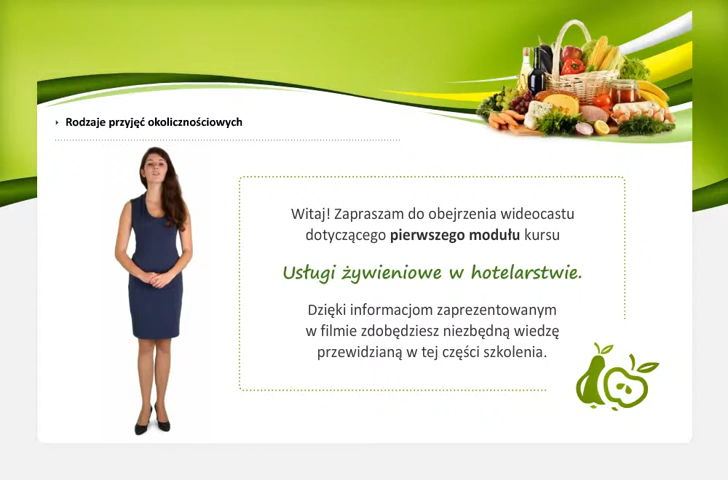 Rodzaje przyjęć okolicznościowych
Witaj! Zapraszam do obejrzenia wideocastu
dotyczącego pierwszego modułu kursu
Usługi żywieniowe w hotelarstwie.
Dzięki informacjom zaprezentowanym
w filmie zdobędziesz niezbędną wiedzę
przewidzianą w tej części szkolenia.